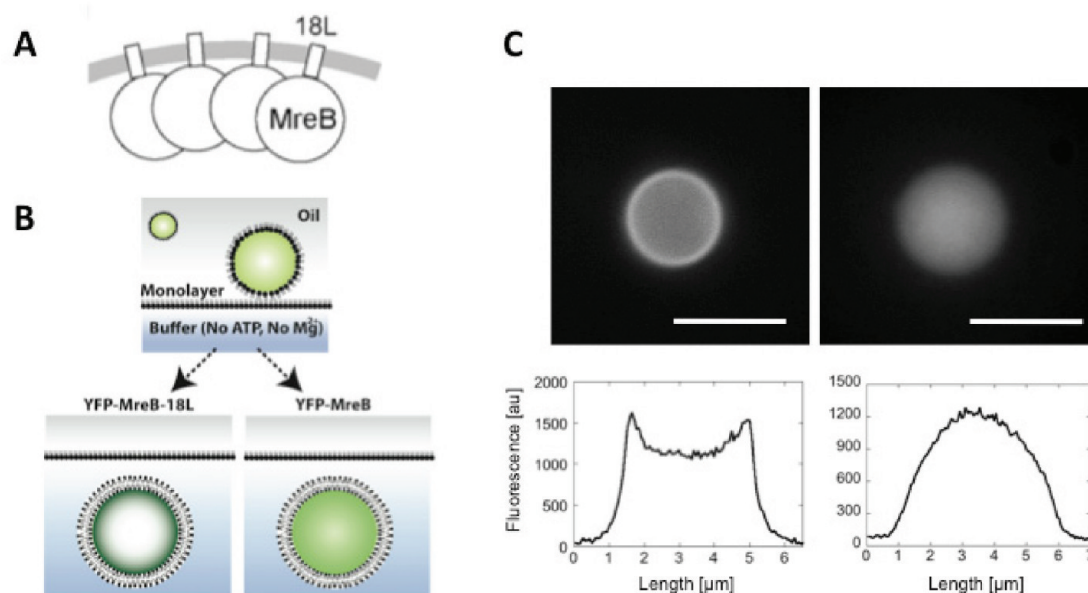 A
18L
MreB
B
Oil
Monolayer
Buffer (No ATP, No Mg2+)
YFP-MreB-18L
YFP-MreB
C
2000
1500
1000
500
0
Fluorescence [au]
0 1 2 3 4 5 6
Length [µm]
1500
1200
900
600
300
0
0 1 2 3 4 5 6 7
Length [µm]